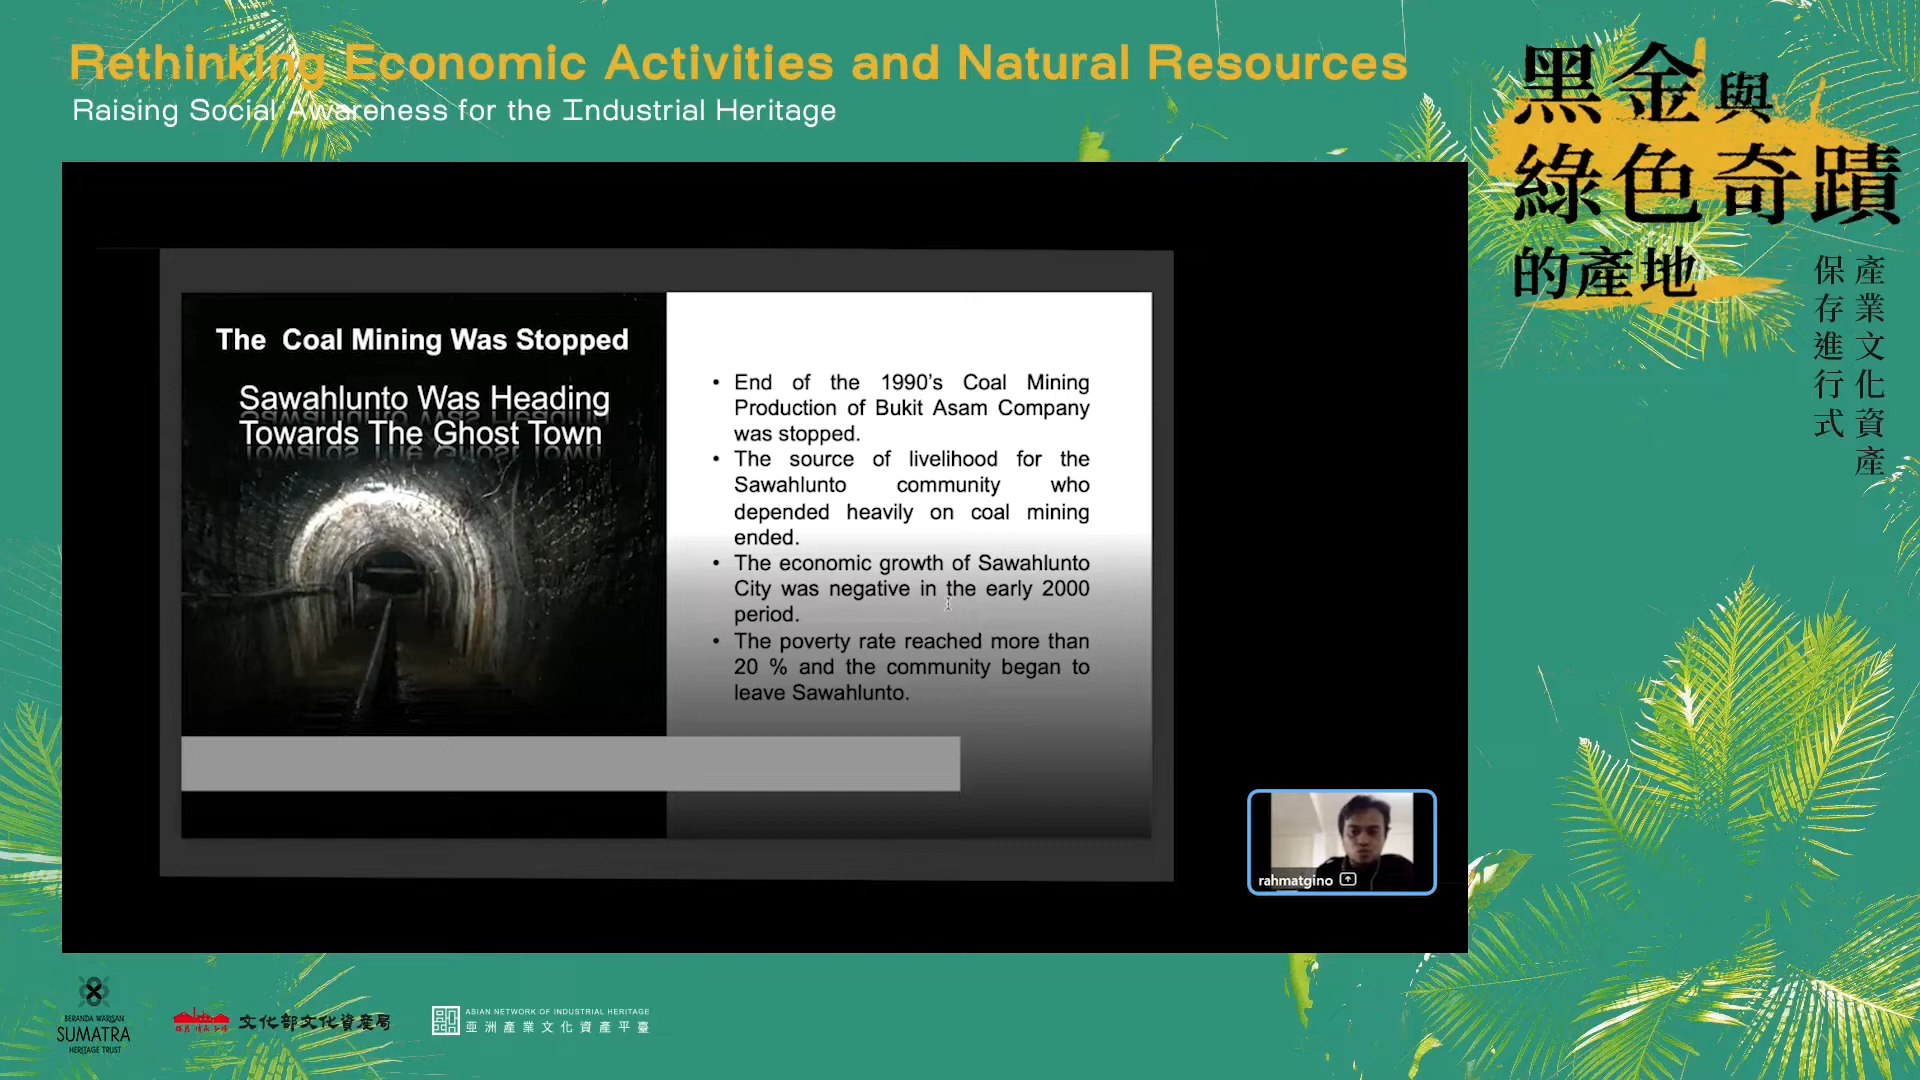 Rethinking Economic Activities and Natural Resources
Raising Social Awareness for the Industrial Heritage
黑金與
綠色奇蹟
的產地
產業文化資產
保存進行式
The Coal Mining Was Stopped
Sawahlunto Was Heading
Towards The Ghost Town
• End of the 1990's Coal Mining
Production of Bukit Asam Company
was stopped.
• The source of livelihood for the
Sawahlunto community who
depended heavily on coal mining
ended.
• The economic growth of Sawahlunto
City was negative in the early 2000
period.
• The poverty rate reached more than
20 % and the community began to
leave Sawahlunto.
rahmatgino
BERANDA WARISAN
SUMATRA
HERITAGE TRUST
文化部文化資產局
ASIAN NETWORK OF INDUSTRIAL HERITAGE
亞洲產業文化資產平臺